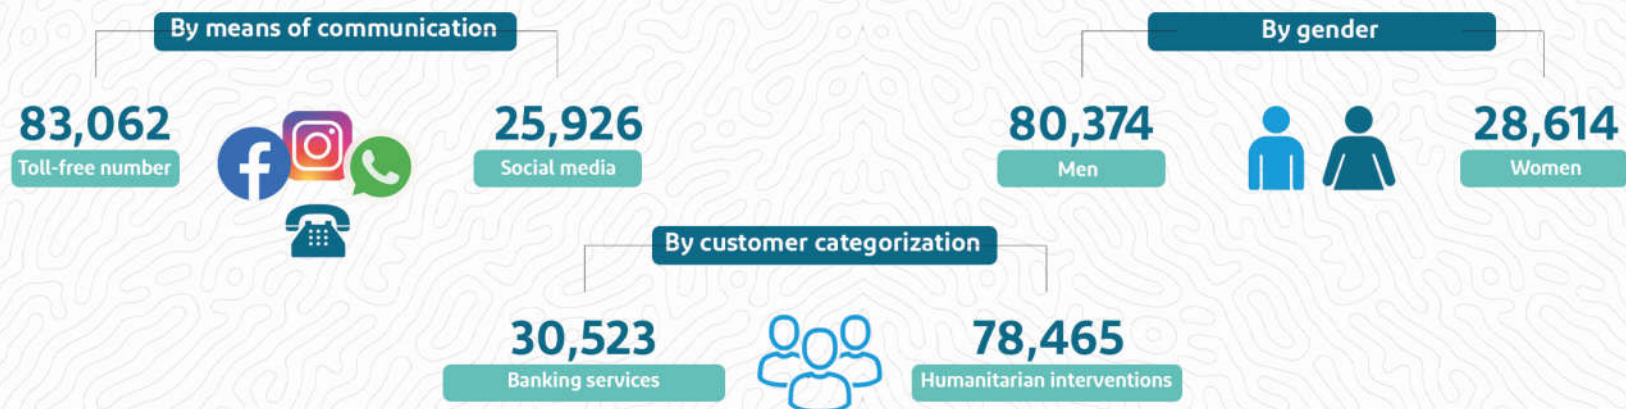 By means of communication
83,062
Toll-free number
25,926
Social media
By gender
80,374
Men
28,614
Women
By customer categorization
30,523
Banking services
78,465
Humanitarian interventions